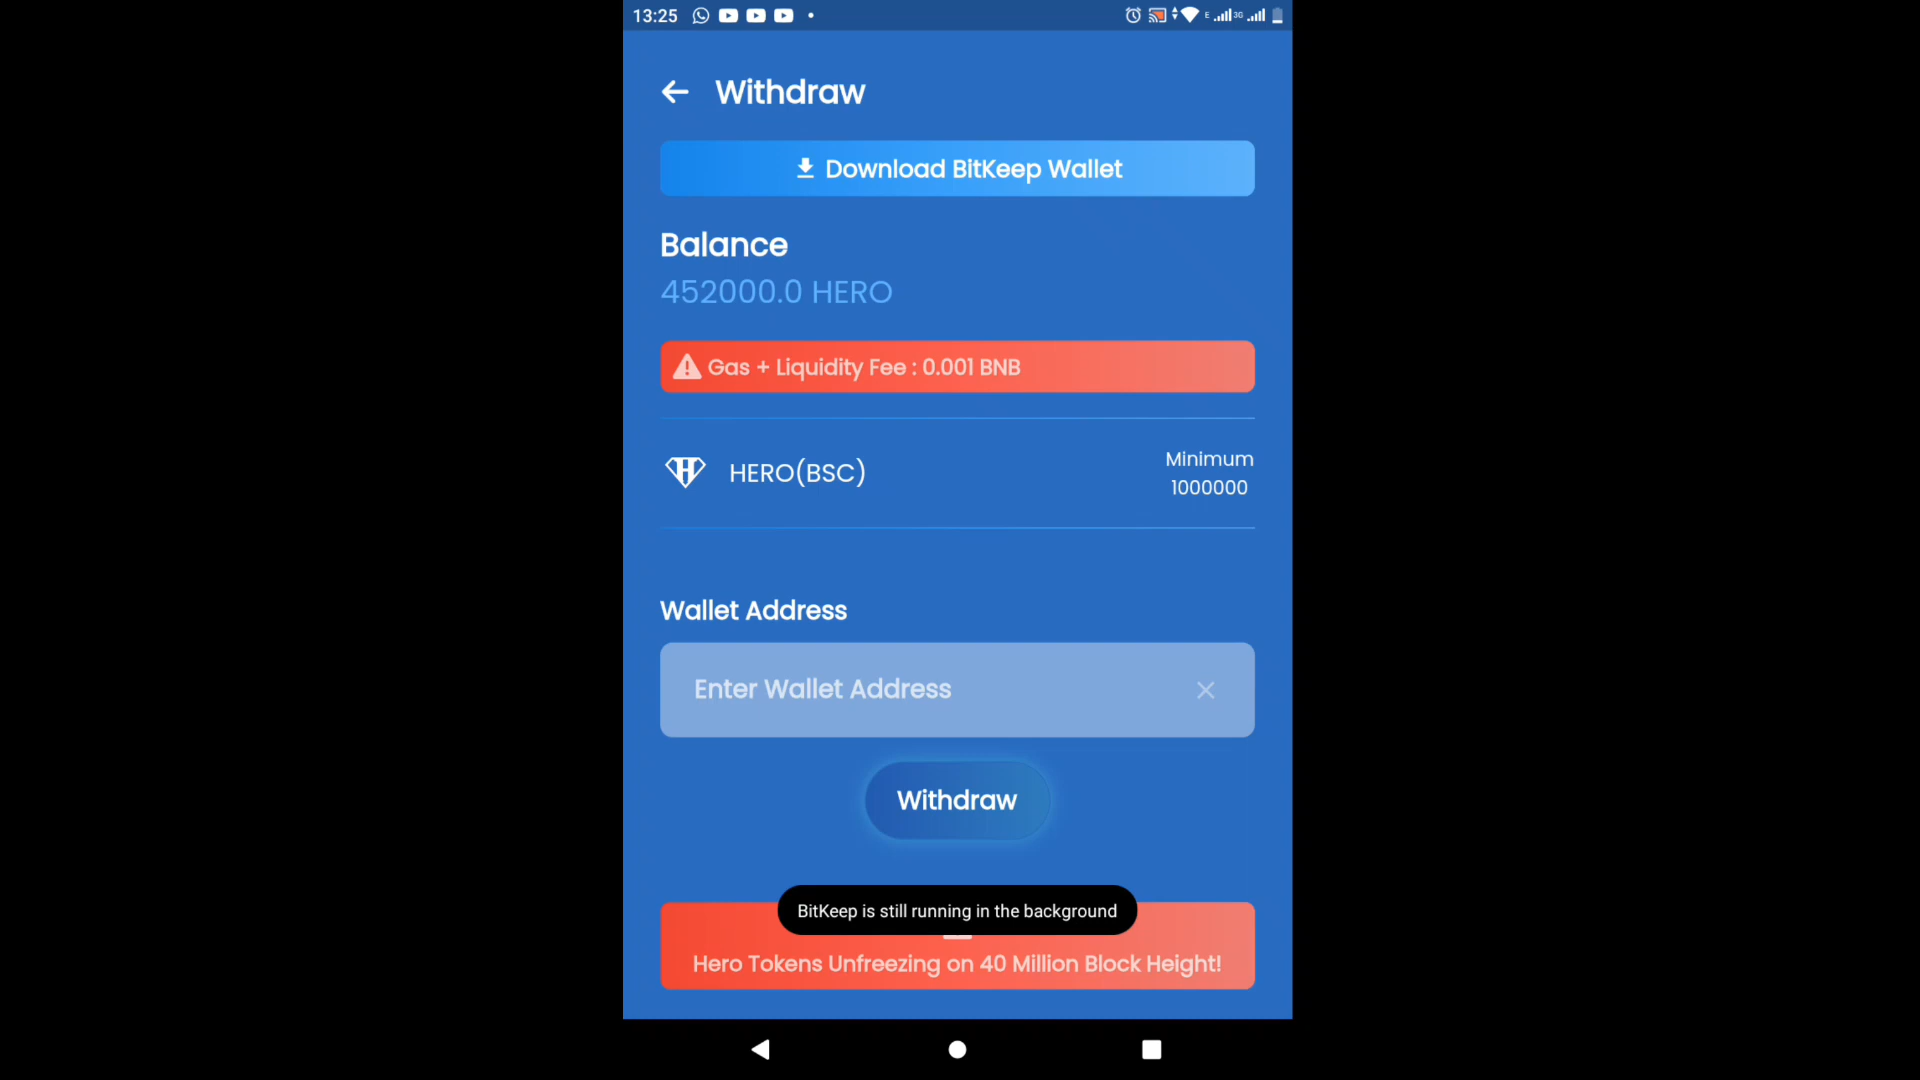 13:25
E
3G
Withdraw
Download BitKeep Wallet
Balance
452000.0 HERO
Gas + Liquidity Fee : 0.001 BNB
H HERO(BSC)
Minimum
1000000
Wallet Address
Enter Wallet Address
Withdraw
BitKeep is still running in the background
Hero Tokens Unfreezing on 40 Million Block Height!